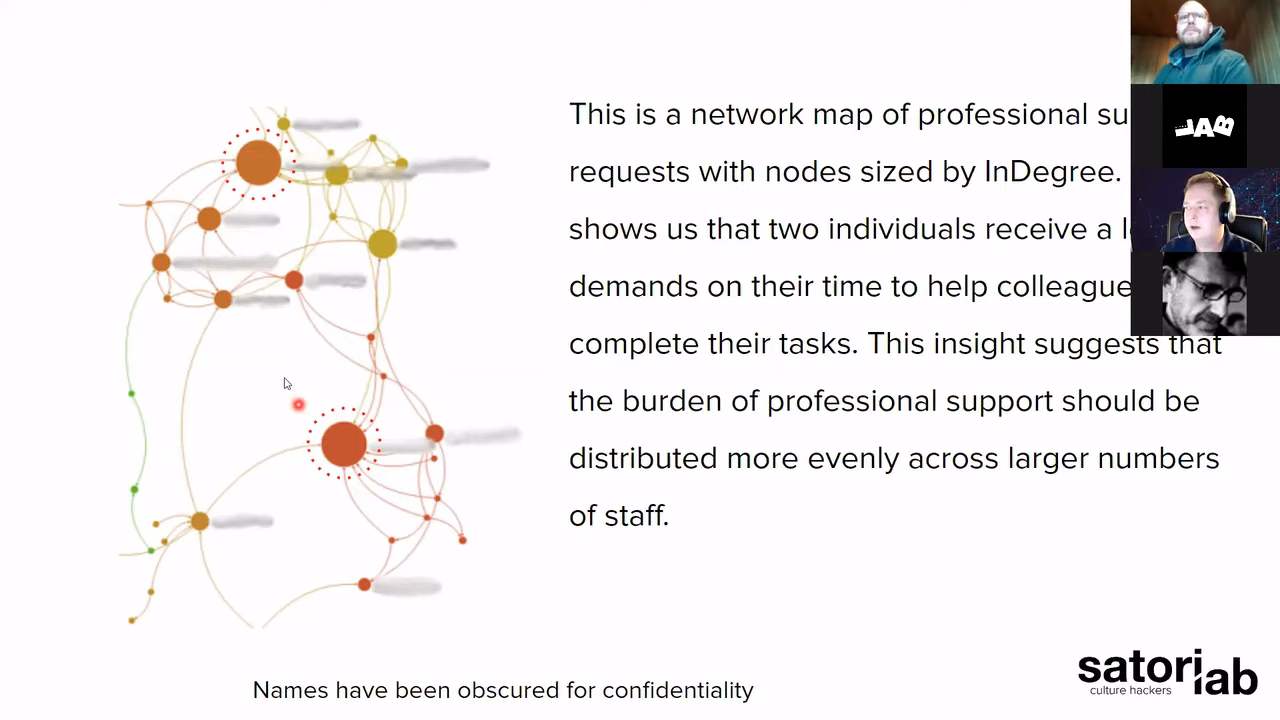 This is a network map of professional
requests with nodes sized by InDegree.
shows us that two individuals receive a
demands on their time to help
complete their tasks. This insight suggests that
the burden of professional support should be
distributed more evenly across larger numbers
of staff.
Names have been obscured for confidentiality
satori lab
culture hackers
JAB